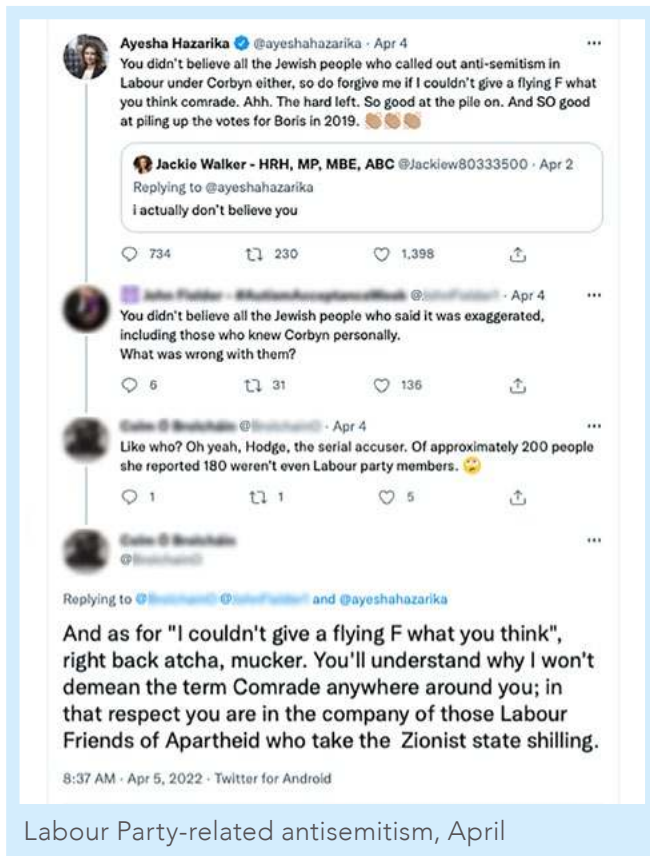 Ayesha Hazarika @ayeshahazarika · Apr 4
You didn't believe all the Jewish people who called out anti-semitism in
Labour under Corbyn either, so do forgive me if I couldn't give a flying F what
you think comrade. Ahh. The hard left. So good at the pile on. And SO good
at piling up the votes for Boris in 2019. 👏🏽👏🏽👏🏽
Jackie Walker - HRH, MP, MBE, ABC @Jackiew80333500 · Apr 2
Replying to @ayeshahazarika
i actually don't believe you
734 230 1,398
@ · Apr 4
You didn't believe all the Jewish people who said it was exaggerated,
including those who knew Corbyn personally.
What was wrong with them?
6 31 136
@ · Apr 4
Like who? Oh yeah, Hodge, the serial accuser. Of approximately 200 people
she reported 180 weren't even Labour party members. 🙄
1 1 5
@
Replying to @ @ and @ayeshahazarika
And as for "I couldn't give a flying F what you think",
right back atcha, mucker. You'll understand why I won't
demean the term Comrade anywhere around you; in
that respect you are in the company of those Labour
Friends of Apartheid who take the Zionist state shilling.
8:37 AM · Apr 5, 2022 · Twitter for Android
Labour Party-related antisemitism, April